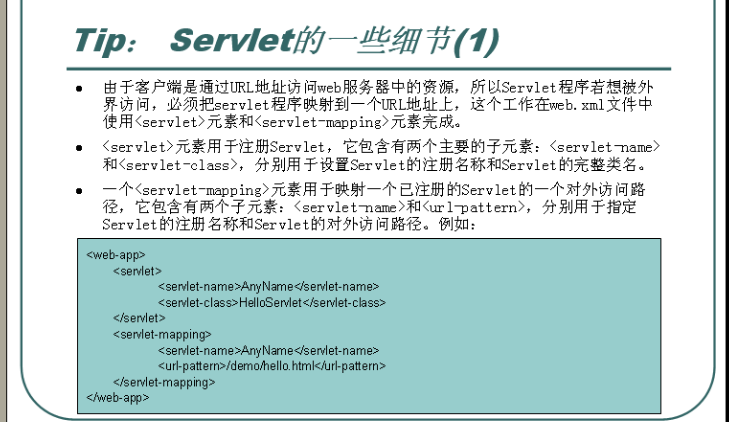 Tip： Servlet的一些细节(1)
由于客户端是通过URL地址访问web服务器中的资源，所以Servlet程序若想被外
界访问，必须把servlet程序映射到一个URL地址上，这个工作在web.xml文件中
使用<servlet>元素和<servlet-mapping>元素完成。
<servlet>元素用于注册Servlet，它包含有两个主要的子元素：<servlet-name>
和<servlet-class>，分别用于设置Servlet的注册名称和Servlet的完整类名。
一个<servlet-mapping>元素用于映射一个已注册的Servlet的一个对外访问路
径，它包含有两个子元素：<servlet-name>和<url-pattern>，分别用于指定
Servlet的注册名称和Servlet的对外访问路径。例如：
<web-app>
<servlet>
<servlet-name>AnyName</servlet-name>
<servlet-class>HelloServlet</servlet-class>
</servlet>
<servlet-mapping>
<servlet-name>AnyName</servlet-name>
<url-pattern>/demo/hello.html</url-pattern>
</servlet-mapping>
</web-app>